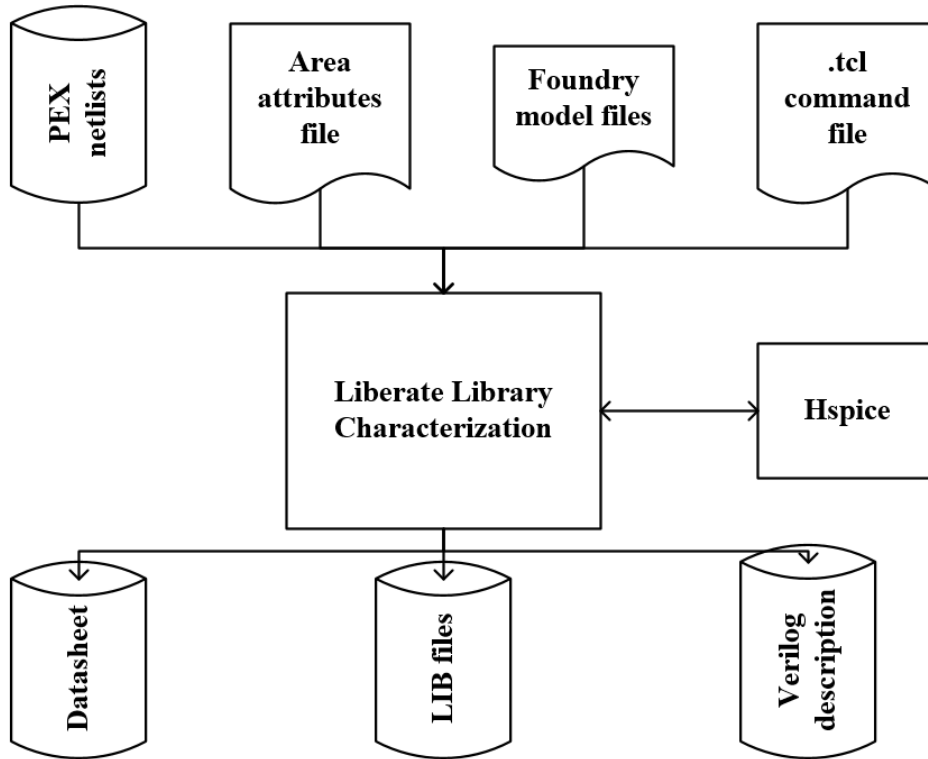 PEX
netlists
Area
attributes
file
Foundry
model files
.tcl
command
file
Liberate Library
Characterization
Hspice
Datasheet
LIB files
Verilog
description